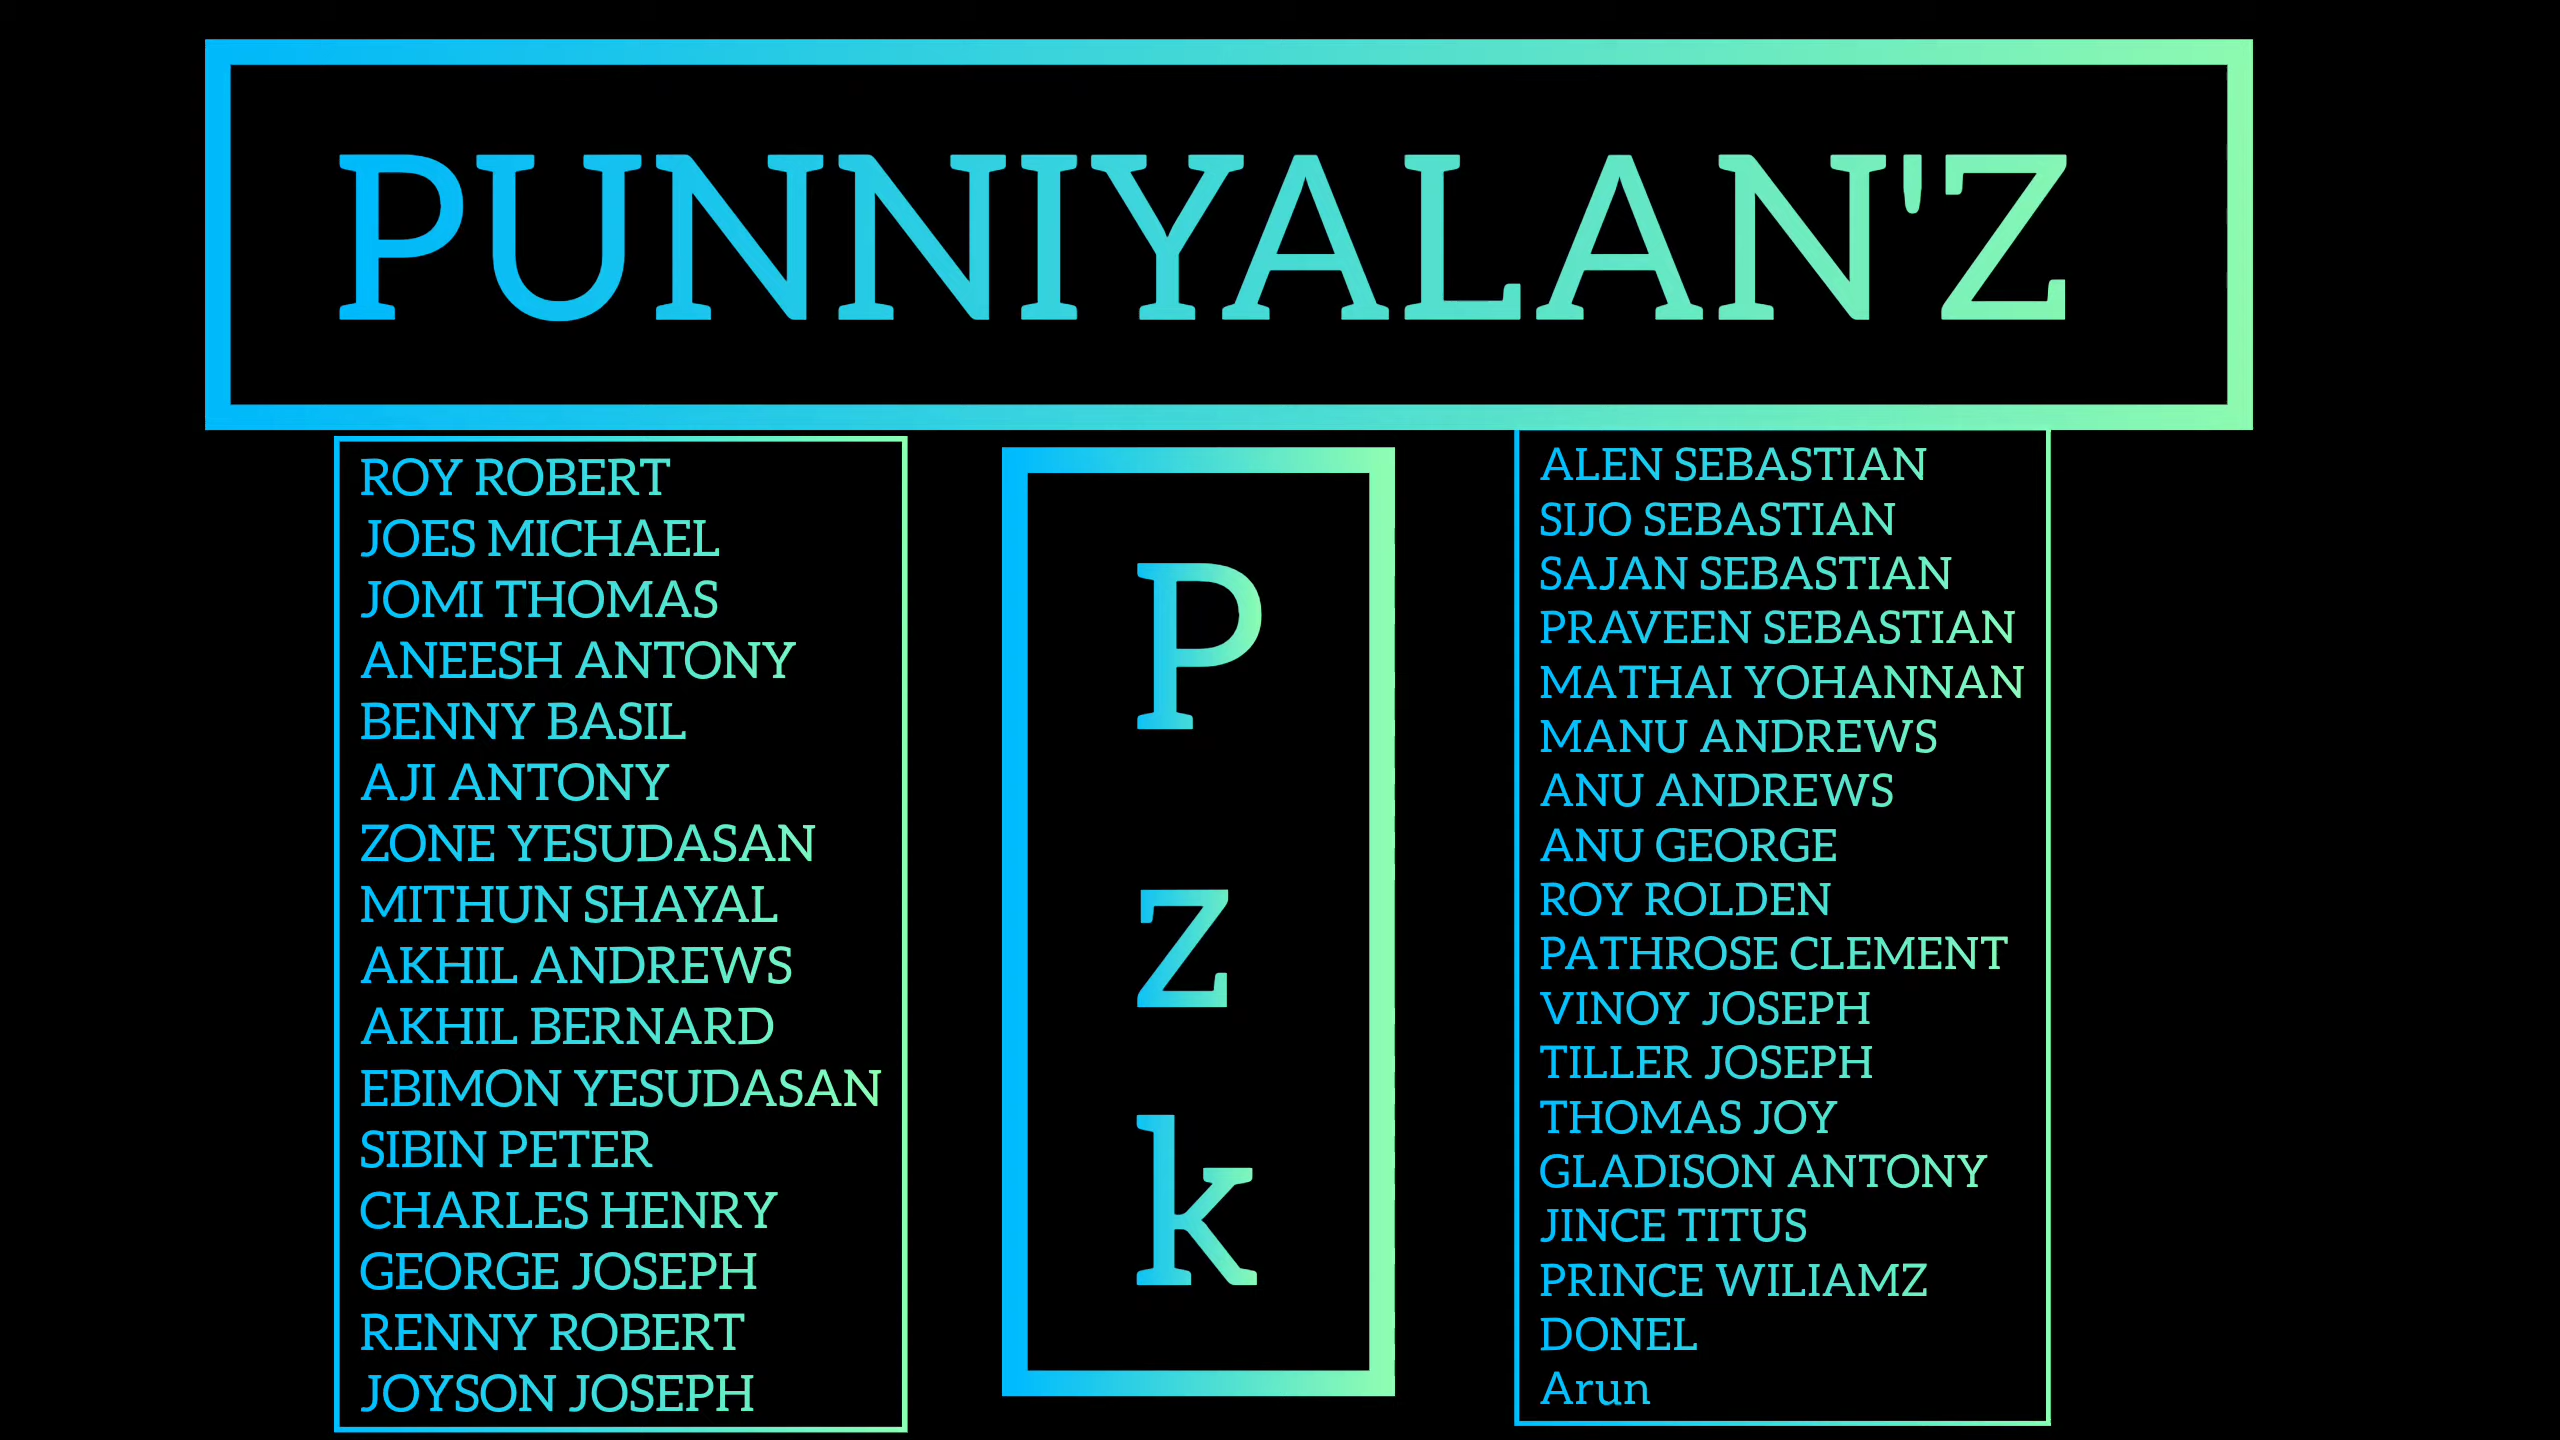 PUNNIYALAN'Z
ROY ROBERT
JOES MICHAEL
JOMI THOMAS
ANEESH ANTONY
BENNY BASIL
AJI ANTONY
ZONE YESUDASAN
MITHUN SHAYAL
AKHIL ANDREWS
AKHIL BERNARD
EBIMON YESUDASAN
SIBIN PETER
CHARLES HENRY
GEORGE JOSEPH
RENNY ROBERT
JOYSON JOSEPH
P
z
k
ALEN SEBASTIAN
SIJO SEBASTIAN
SAJAN SEBASTIAN
PRAVEEN SEBASTIAN
MATHAI YOHANNAN
MANU ANDREWS
ANU ANDREWS
ANU GEORGE
ROY ROLDEN
PATHROSE CLEMENT
VINOY JOSEPH
TILLER JOSEPH
THOMAS JOY
GLADISON ANTONY
JINCE TITUS
PRINCE WILIAMZ
DONEL
Arun